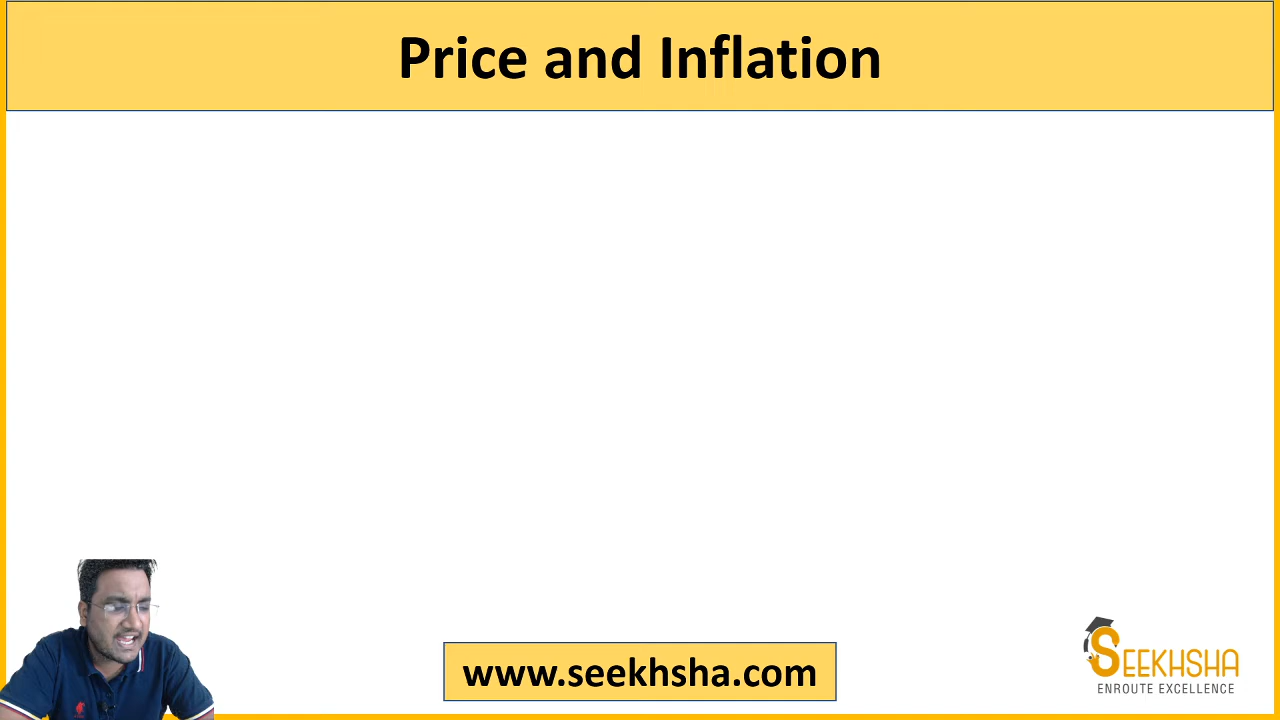 Price and Inflation
www.seekhsha.com
SEEKHSHA
ENROUTE EXCELLENCE